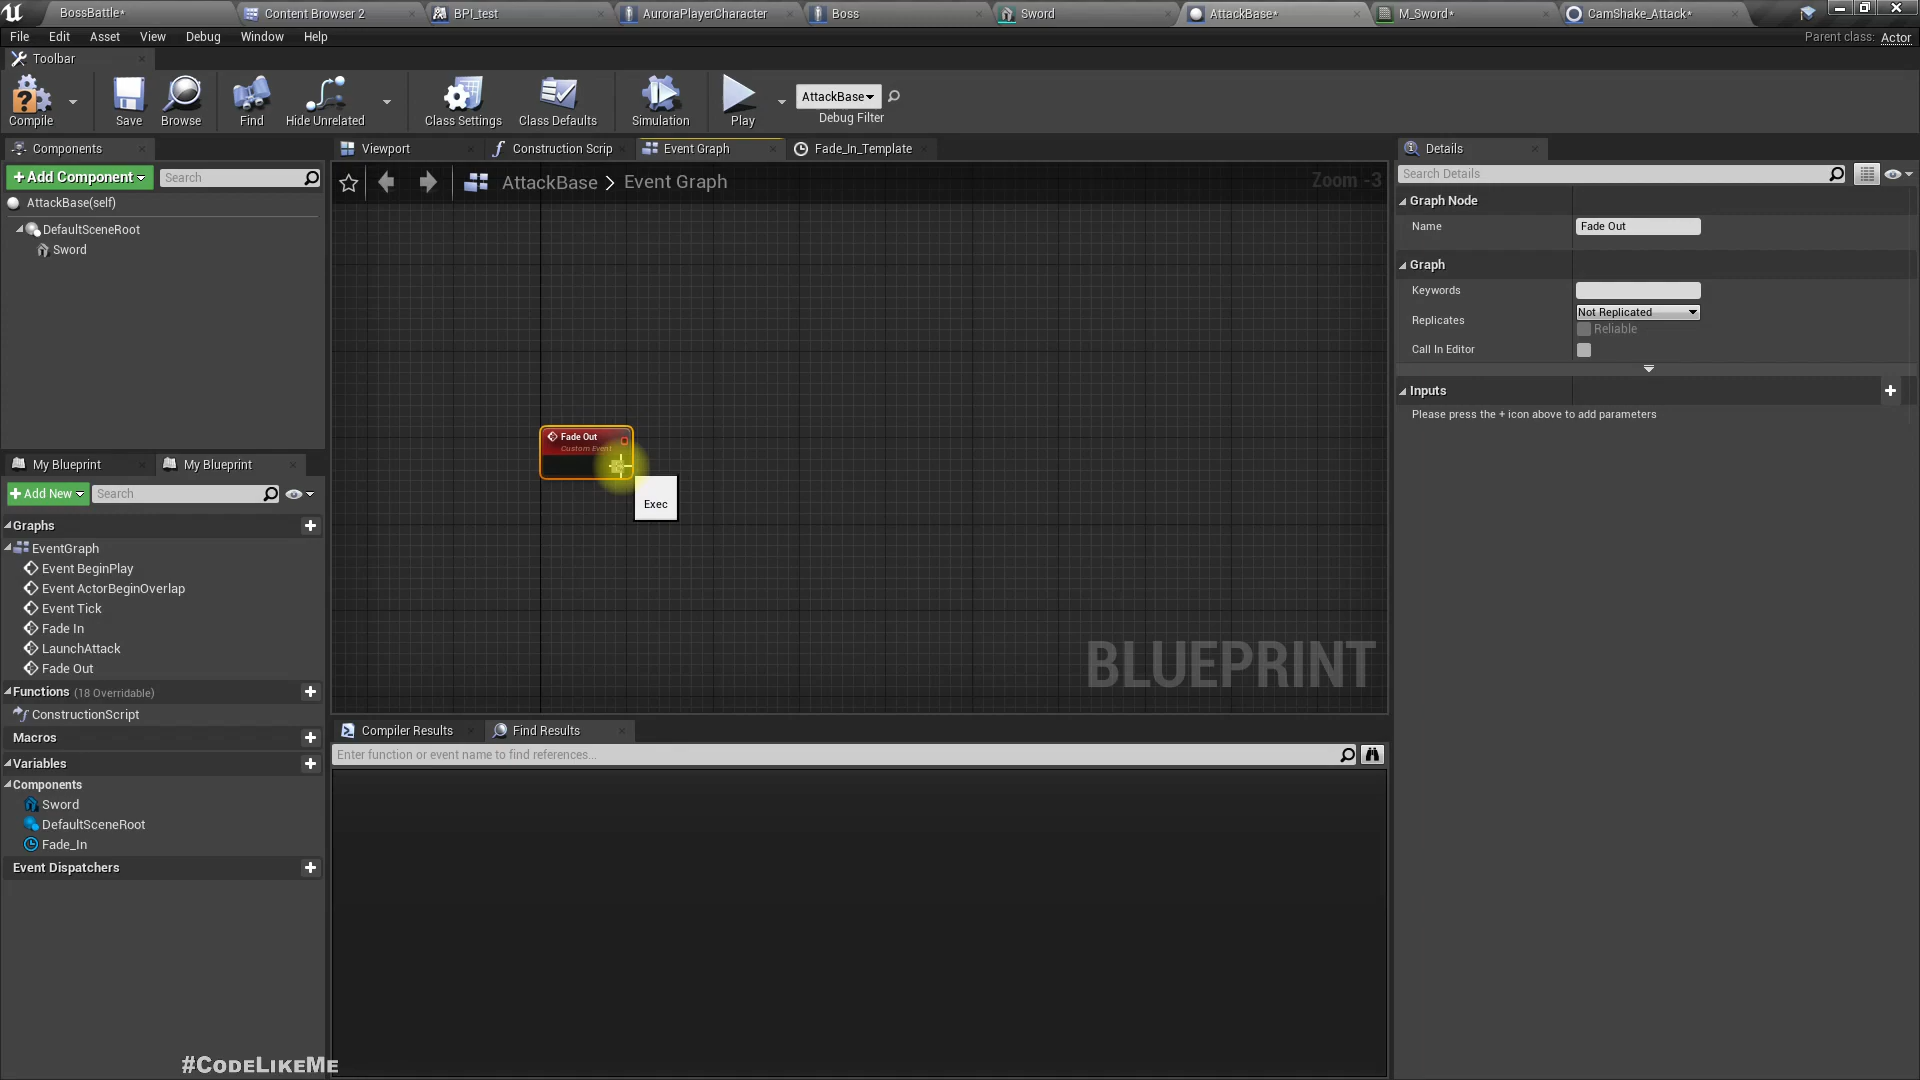 BossBattle*
Content Browser 2
BPI_test
AuroraPlayerCharacter
Boss
Sword
AttackBase*
M_Sword*
CamShake_Attack*
File Edit Asset View Debug Window Help
Parent class: Actor
Toolbar
Compile
Save
Browse
Find
Hide Unrelated
Class Settings
Class Defaults
Simulation
Play
AttackBase
Debug Filter
Components
Viewport
Construction Scrip
Event Graph
Fade_In_Template
Details
+Add Component
Search
AttackBase > Event Graph
Zoom -3
Search Details
AttackBase(self)
DefaultSceneRoot
Sword
Graph Node
Name
Fade Out
Graph
Keywords
Replicates
Not Replicated
Reliable
Call In Editor
Inputs
Please press the + icon above to add parameters
Fade Out
Custom Event
Exec
BLUEPRINT
My Blueprint
My Blueprint
+Add New
Search
Graphs
EventGraph
Event BeginPlay
Event ActorBeginOverlap
Event Tick
Fade In
LaunchAttack
Fade Out
Functions (18 Overridable)
ConstructionScript
Macros
Variables
Components
Sword
DefaultSceneRoot
Fade_In
Event Dispatchers
Compiler Results
Find Results
Enter function or event name to find references...
#CodeLikeMe